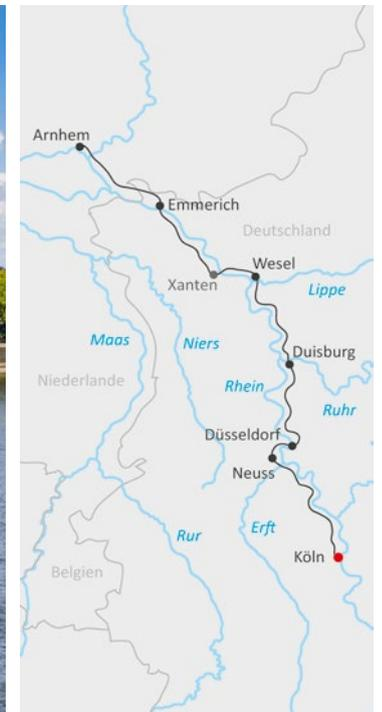 Arnhem
Emmerich
Deutschland
Wesel
Xanten
Lippe
Maas
Niers
Duisburg
Niederlande
Rhein
Ruhr
Düsseldorf
Neuss
Rur
Erft
Köln
Belgien